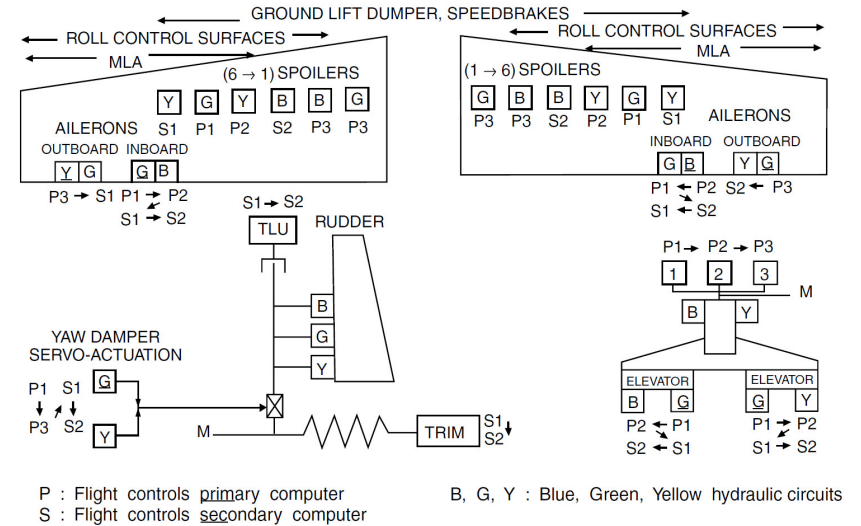 GROUND LIFT DUMPER, SPEEDBRAKES
ROLL CONTROL SURFACES
MLA
(6 → 1) SPOILERS
Y G Y B B G
S1 P1 P2 S2 P3 P3
AILERONS
OUTBOARD INBOARD
Y G G B
P3 → S1 P1 → P2
S1 → S2
ROLL CONTROL SURFACES
MLA
(1 → 6) SPOILERS
G B B Y G Y
P3 P3 S2 P2 P1 S1
AILERONS
INBOARD OUTBOARD
G B Y G
P1 ← P2 S2 ← P3
S1 ← S2
S1 → S2
TLU
RUDDER
B
G
Y
YAW DAMPER
SERVO-ACTUATION
P1 S1 G
P3 S2 Y
M
TRIM
S1
S2
P1 → P2 → P3
1 2 3
M
B Y
ELEVATOR ELEVATOR
B G G Y
P2 ← P1 P1 → P2
S2 ← S1 S1 → S2
P : Flight controls primary computer
S : Flight controls secondary computer
B, G, Y : Blue, Green, Yellow hydraulic circuits